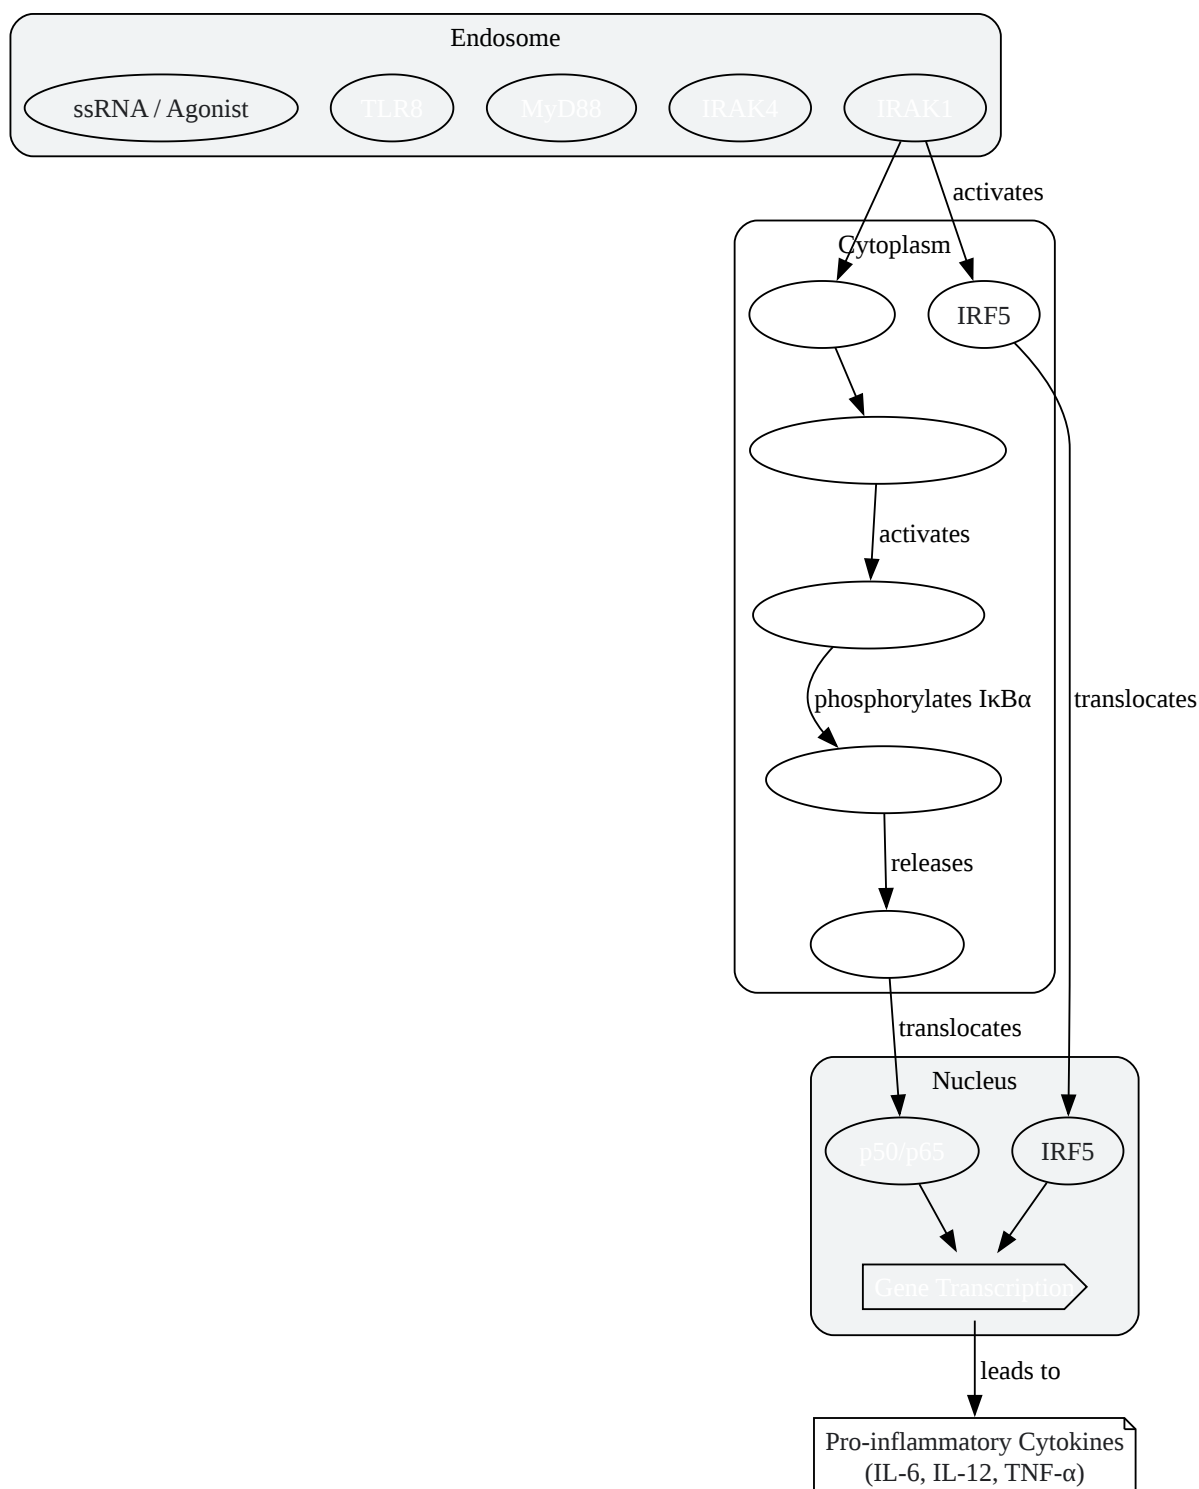 Endosome
ssRNA / Agonist
TLR8
MyD88
IRAK4
IRAK1
activates
Cytoplasm
IRF5
activates
phosphorylates IκBα
translocates
releases
translocates
Nucleus
p50/p65
IRF5
Gene Transcription
leads to
Pro-inflammatory Cytokines
(IL-6, IL-12, TNF-α)